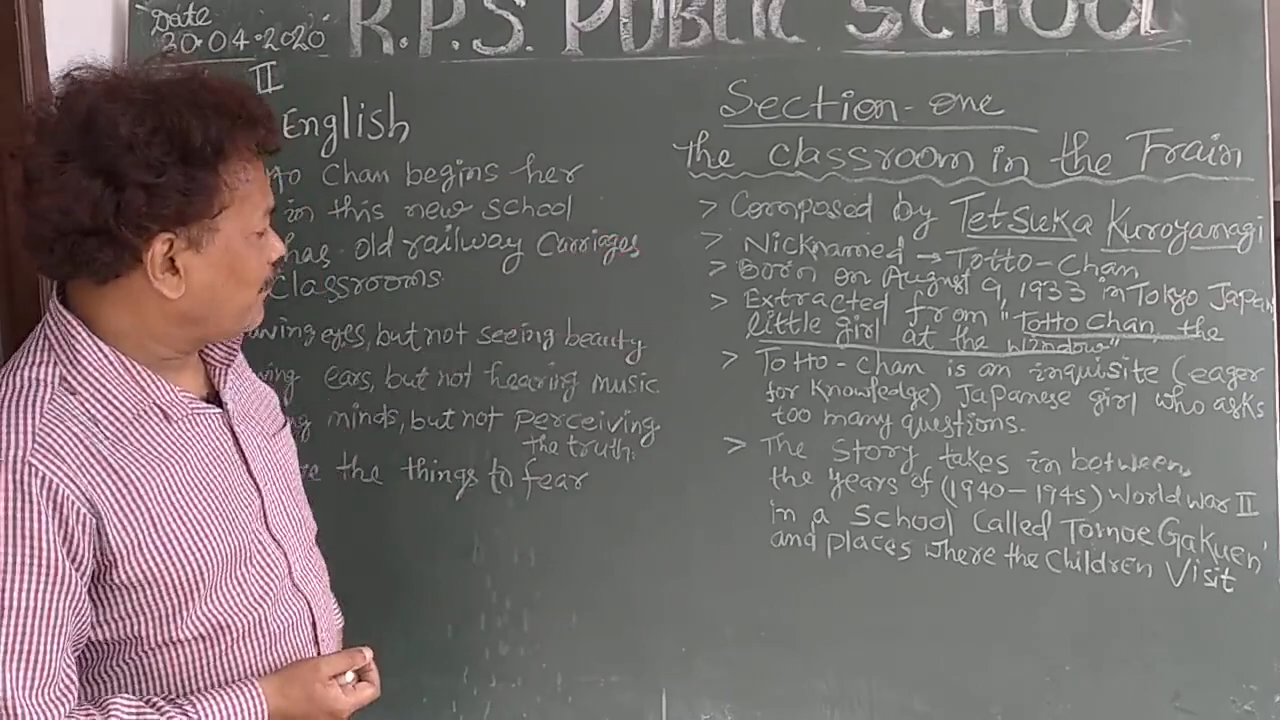 Date
20.04.2020
R.P.S. PUBLIC SCHOOL
II
English
Chan begins her
in this new school
has old railway Carriages
Classrooms.
eyes, but not seeing beauty
ears, but not hearing music.
minds, but not perceiving
the truth.
the things to fear
Section-one
The Classroom in the Train
> Composed by Tetsuka Kuroyanagi
> Nicknamed → Totto-Chan
> Born on August 9, 1933 in Tokyo Japan
> Extracted from "Totto Chan, the
little girl at the window"
> Totto-Chan is an inquisite (eager
for Knowledge) Japanese girl who asks
too many questions.
> The Story takes in between,
the years of (1940-1945) World War II
in a School Called Tomoe Gakuen'
and places where the Children Visit